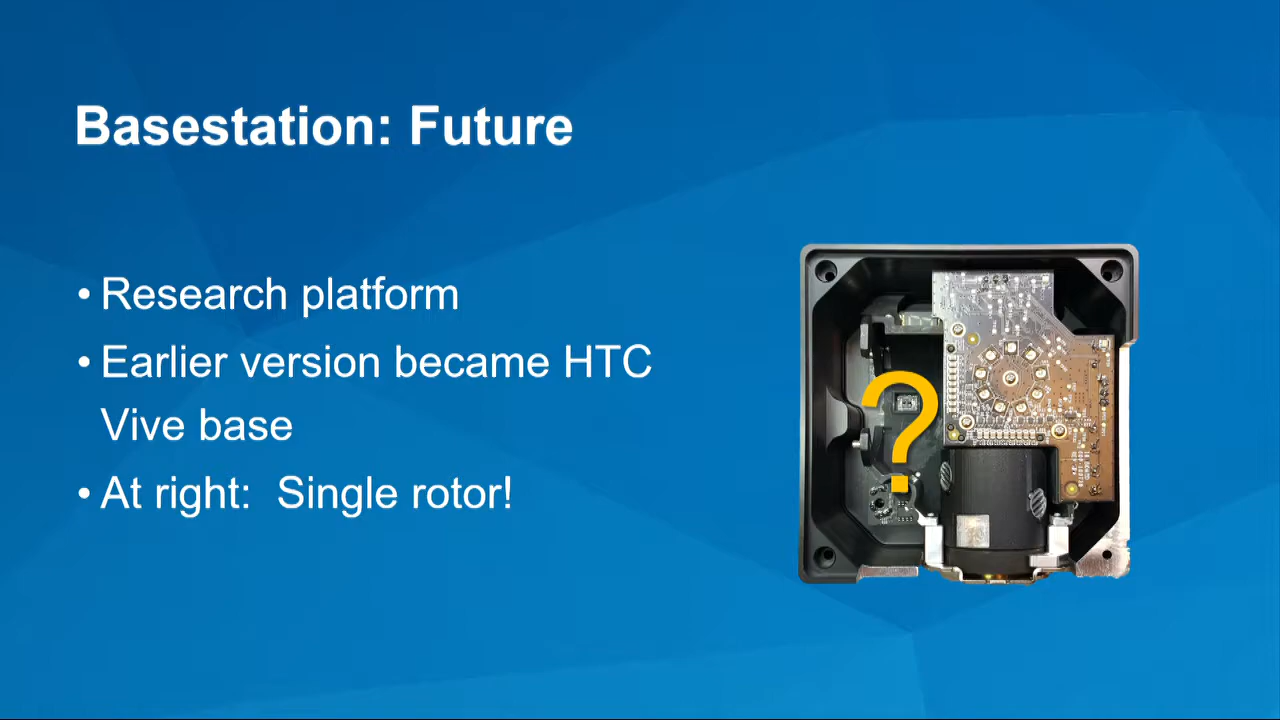 Basestation: Future
• Research platform
• Earlier version became HTC
Vive base
• At right:  Single rotor!
?